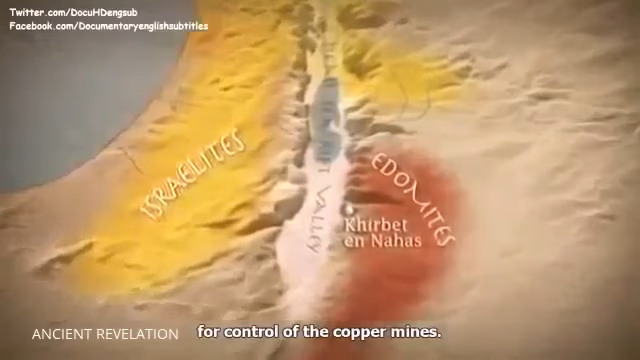 Twitter.com/DocuHDengsub
Facebook.com/Documentaryenglishsubtitles
ISRAELITES
EDOMITES
VALLEY
Khirbet
en Nahas
ANCIENT REVELATION
for control of the copper mines.